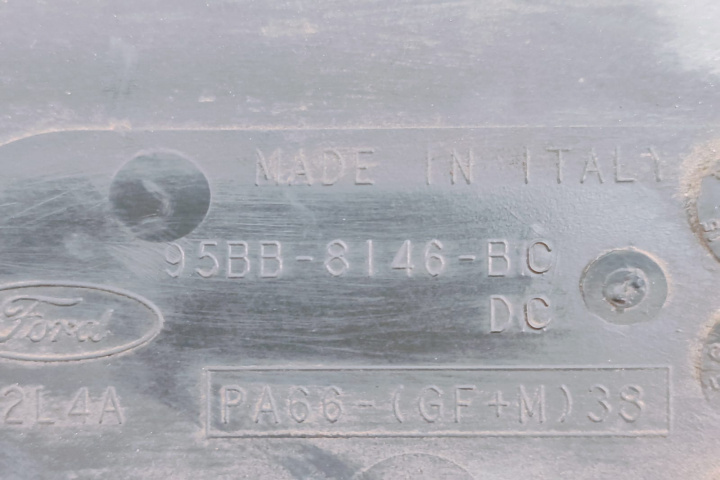 MADE IN ITALY
95BB-8146-BC
DC
Ford
2L4A
PA66-(GF+M)38